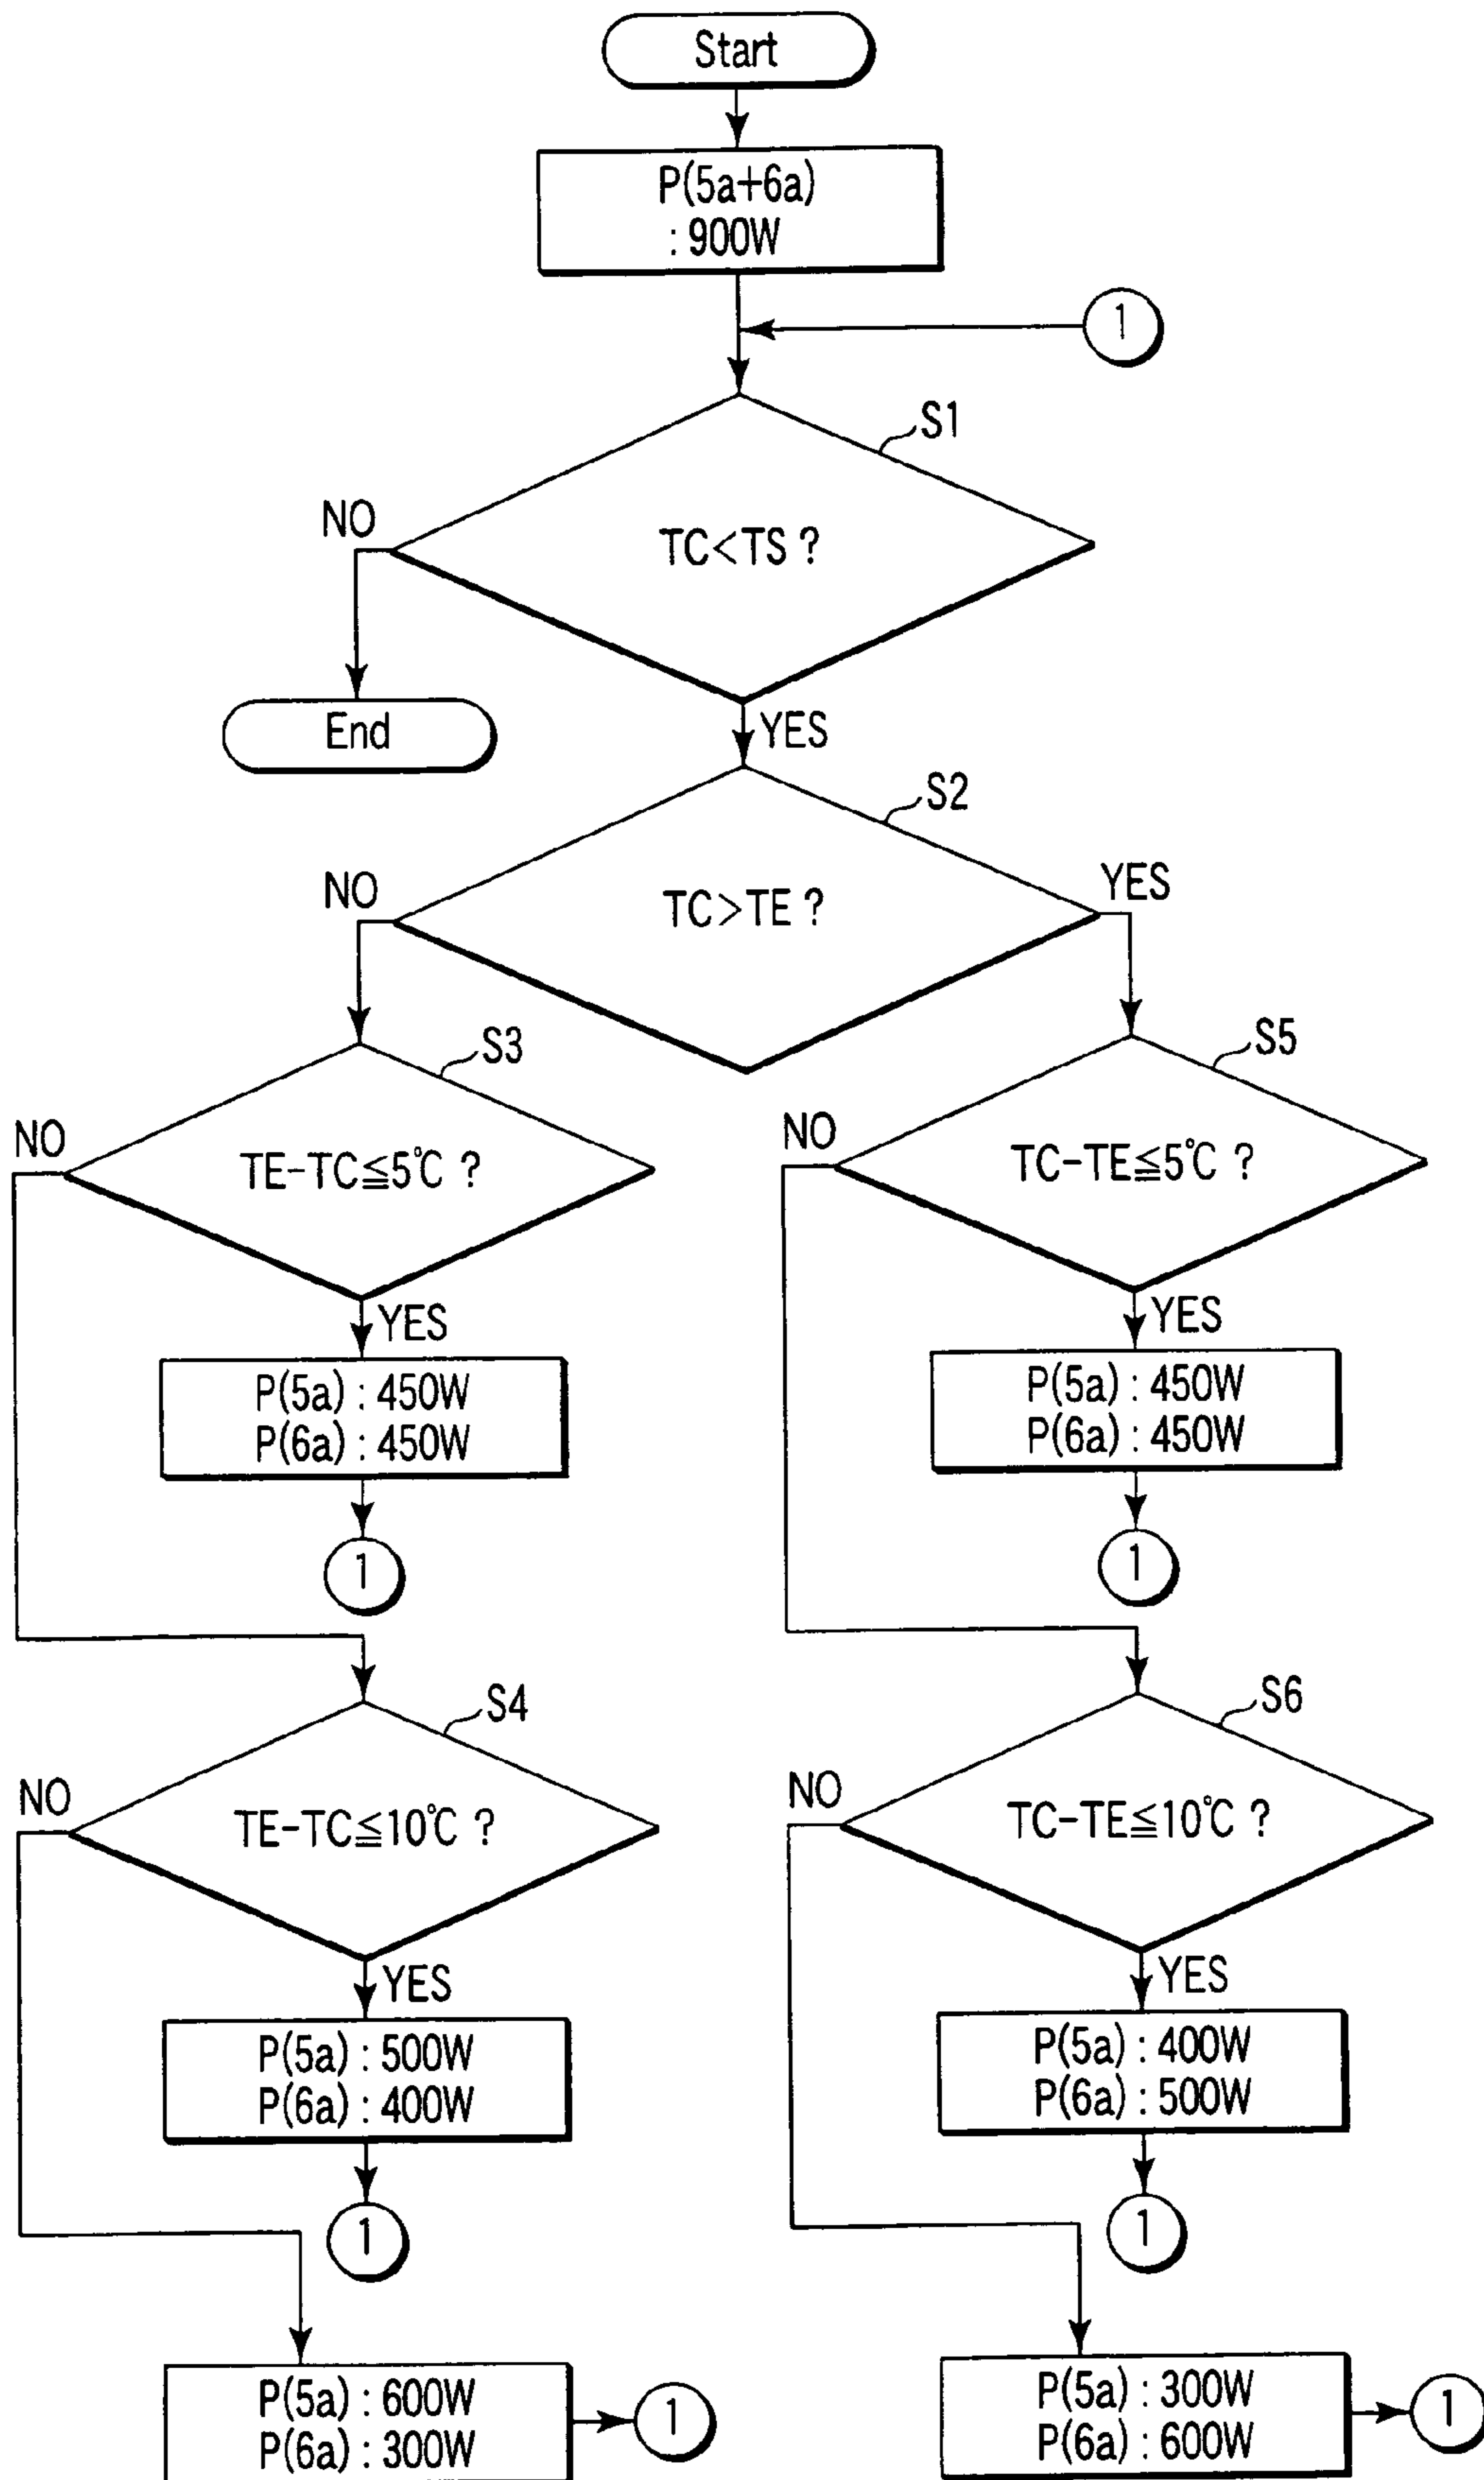 Start
P(5a+6a)
: 900W
1
S1
NO
TC<TS ?
End
YES
S2
NO
TC>TE ?
YES
S3
S5
NO
TE-TC≦5℃ ?
NO
TC-TE≦5℃ ?
YES
YES
P(5a) : 450W
P(6a) : 450W
P(5a) : 450W
P(6a) : 450W
1
1
S4
S6
NO
TE-TC≦10℃ ?
NO
TC-TE≦10℃ ?
YES
YES
P(5a) : 500W
P(6a) : 400W
P(5a) : 400W
P(6a) : 500W
1
1
P(5a) : 600W
P(6a) : 300W
1
P(5a) : 300W
P(6a) : 600W
1